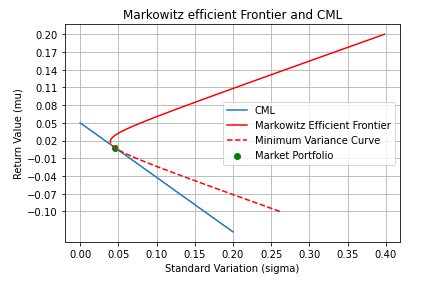 Markowitz efficient Frontier and CML
Return Value (mu)
0.20
0.17
0.14
0.11
0.08
0.05
0.02
−0.01
−0.04
−0.07
−0.10
CML
Markowitz Efficient Frontier
Minimum Variance Curve
Market Portfolio
0.00 0.05 0.10 0.15 0.20 0.25 0.30 0.35 0.40
Standard Variation (sigma)